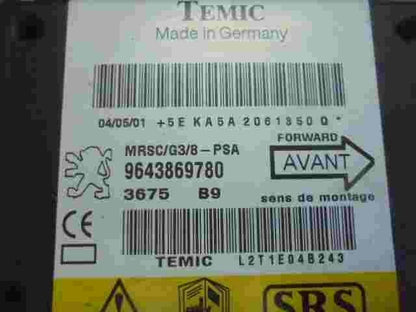 TEMIC
Made in Germany
04/05/01 +5E KA5A 2061350 Q*
FORWARD
MRSC/G3/8-PSA
AVANT
9643869780
3675 B9
sens de montage
CE
TEMIC L2T1E04B243
SRS